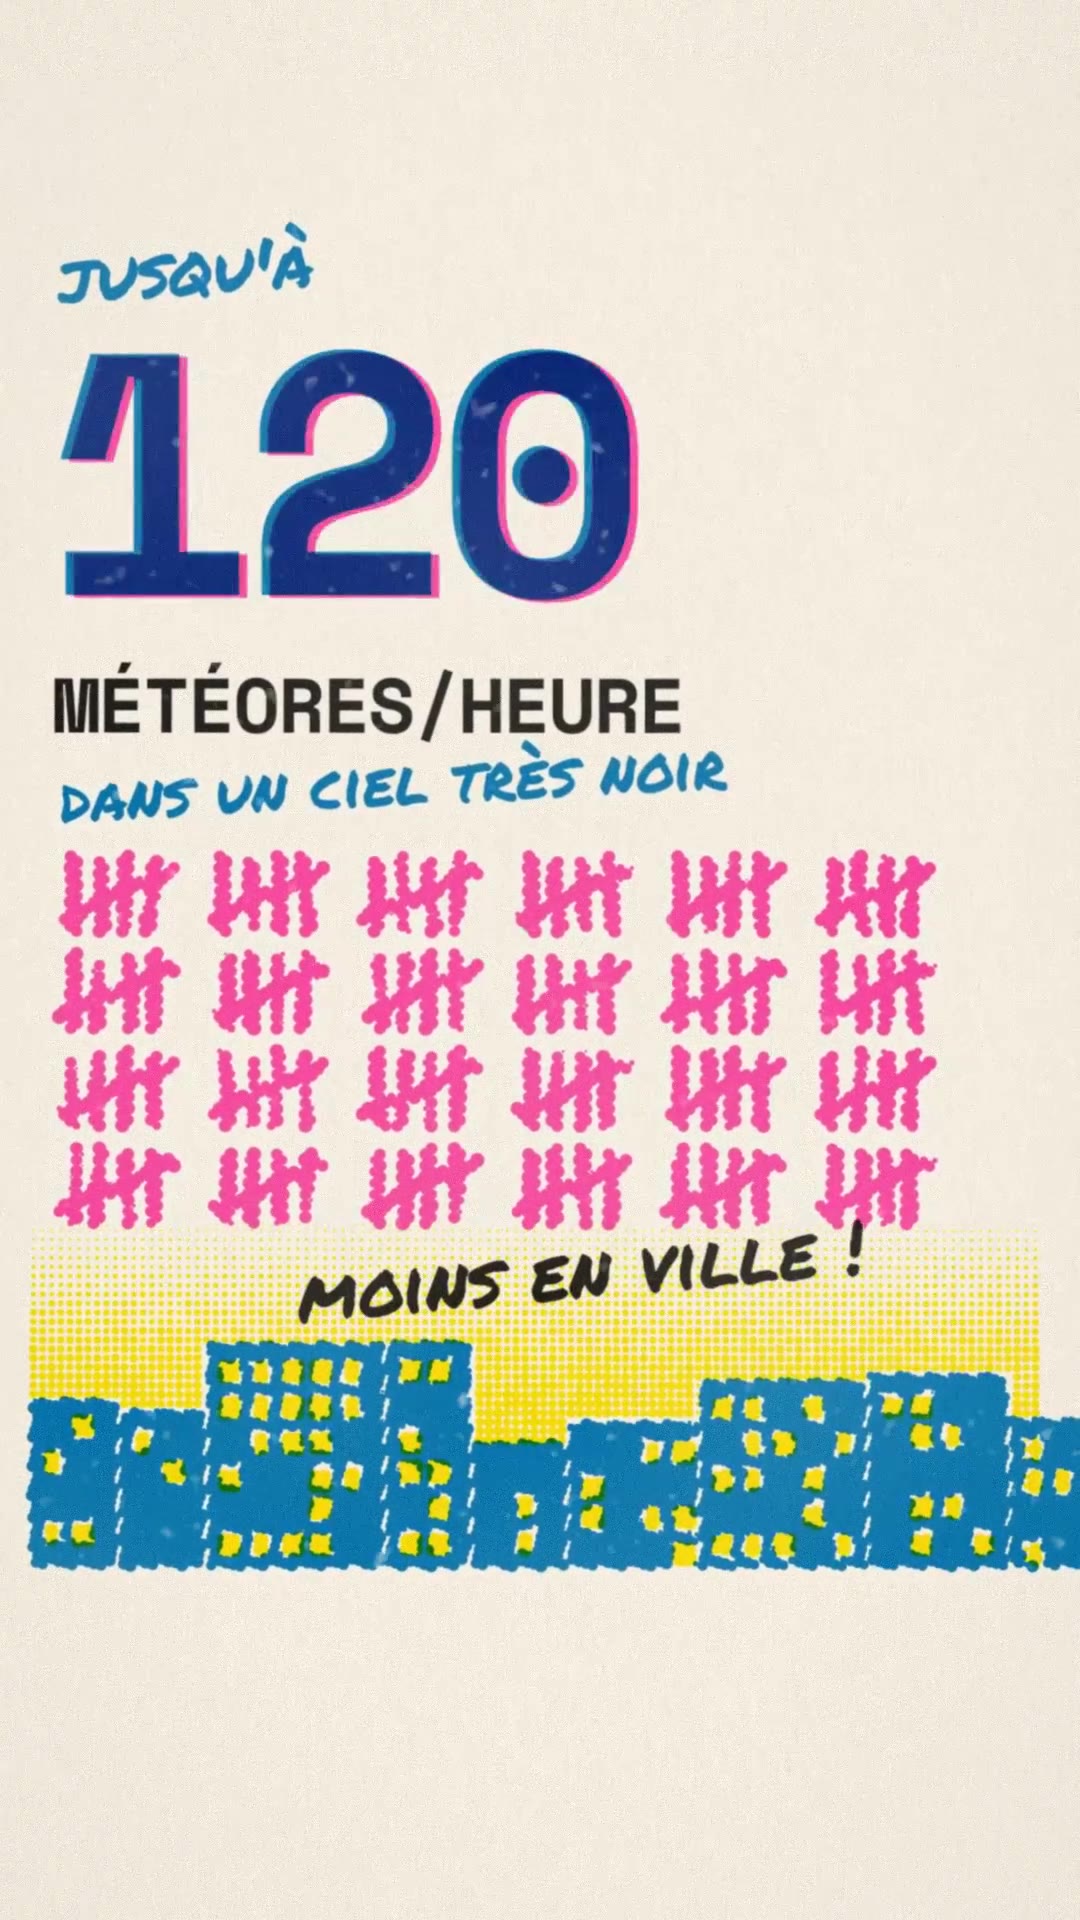 JUSQU'À
120
MÉTÉORES/HEURE
DANS UN CIEL TRÈS NOIR
MOINS EN VILLE !